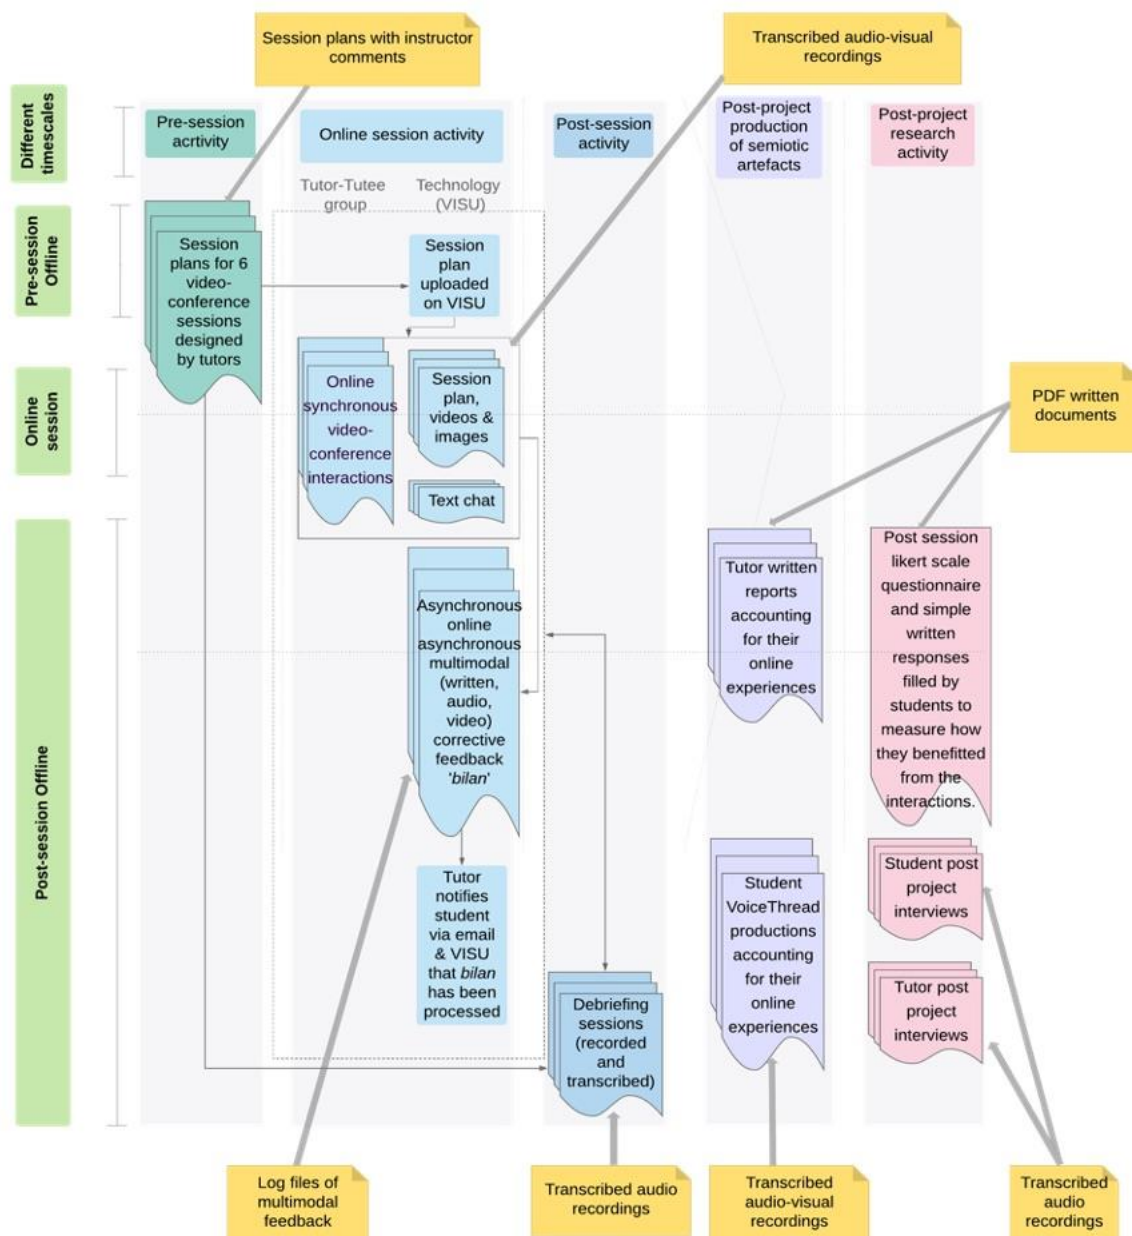 Session plans with instructor
comments
Transcribed audio-visual
recordings
Different
timescales
Pre-session
acrtivity
Online session activity
Post-session
activity
Post-project
production
of semiotic
artefacts
Post-project
research
activity
Tutor-Tutee
group
Technology
(VISU)
Pre-session
Offline
Session
plans for 6
video-
conference
sessions
designed
by tutors
Session
plan
uploaded
on VISU
Online
session
Online
synchronous
video-
conference
interactions
Session
plan,
videos &
images
Text chat
PDF written
documents
Post-session Offline
Asynchronous
online
asynchronous
multimodal
(written,
audio,
video)
corrective
feedback
'bilan'
Tutor
notifies
student
via email
& VISU
that bilan
has been
processed
Debriefing
sessions
(recorded
and
transcribed)
Tutor written
reports
accounting
for their
online
experiences
Student
VoiceThread
productions
accounting
for their
online
experiences
Post session
likert scale
questionnaire
and simple
written
responses
filled by
students to
measure how
they benefitted
from the
interactions.
Student post
project
interviews
Tutor post
project
interviews
Log files of
multimodal
feedback
Transcribed audio
recordings
Transcribed
audio-visual
recordings
Transcribed
audio
recordings